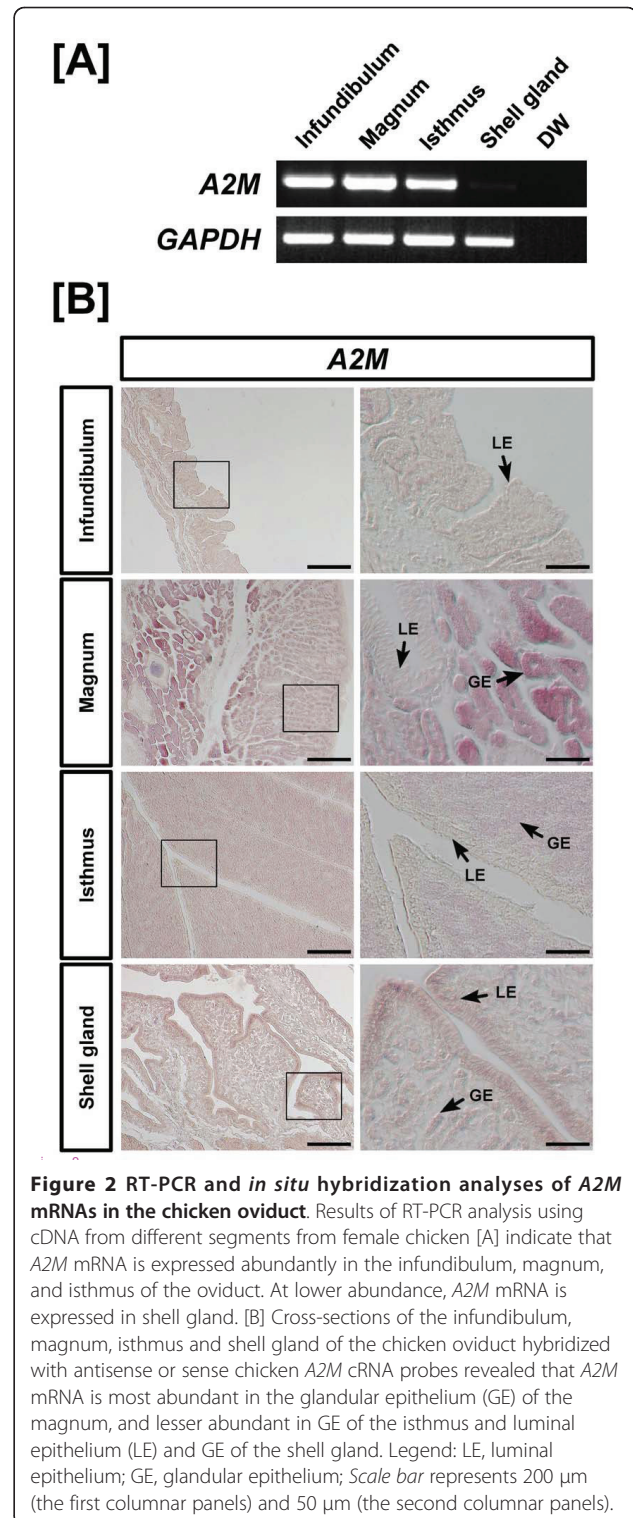 [A]
Infundibulum
Magnum
Isthmus
Shell gland
DW
A2M
GAPDH
[B]
A2M
Infundibulum
LE
Magnum
LE
GE
Isthmus
GE
LE
Shell gland
LE
GE
Figure 2 RT-PCR and in situ hybridization analyses of A2M
mRNAs in the chicken oviduct. Results of RT-PCR analysis using
cDNA from different segments from female chicken [A] indicate that
A2M mRNA is expressed abundantly in the infundibulum, magnum,
and isthmus of the oviduct. At lower abundance, A2M mRNA is
expressed in shell gland. [B] Cross-sections of the infundibulum,
magnum, isthmus and shell gland of the chicken oviduct hybridized
with antisense or sense chicken A2M cRNA probes revealed that A2M
mRNA is most abundant in the glandular epithelium (GE) of the
magnum, and lesser abundant in GE of the isthmus and luminal
epithelium (LE) and GE of the shell gland. Legend: LE, luminal
epithelium; GE, glandular epithelium; Scale bar represents 200 μm
(the first columnar panels) and 50 μm (the second columnar panels).